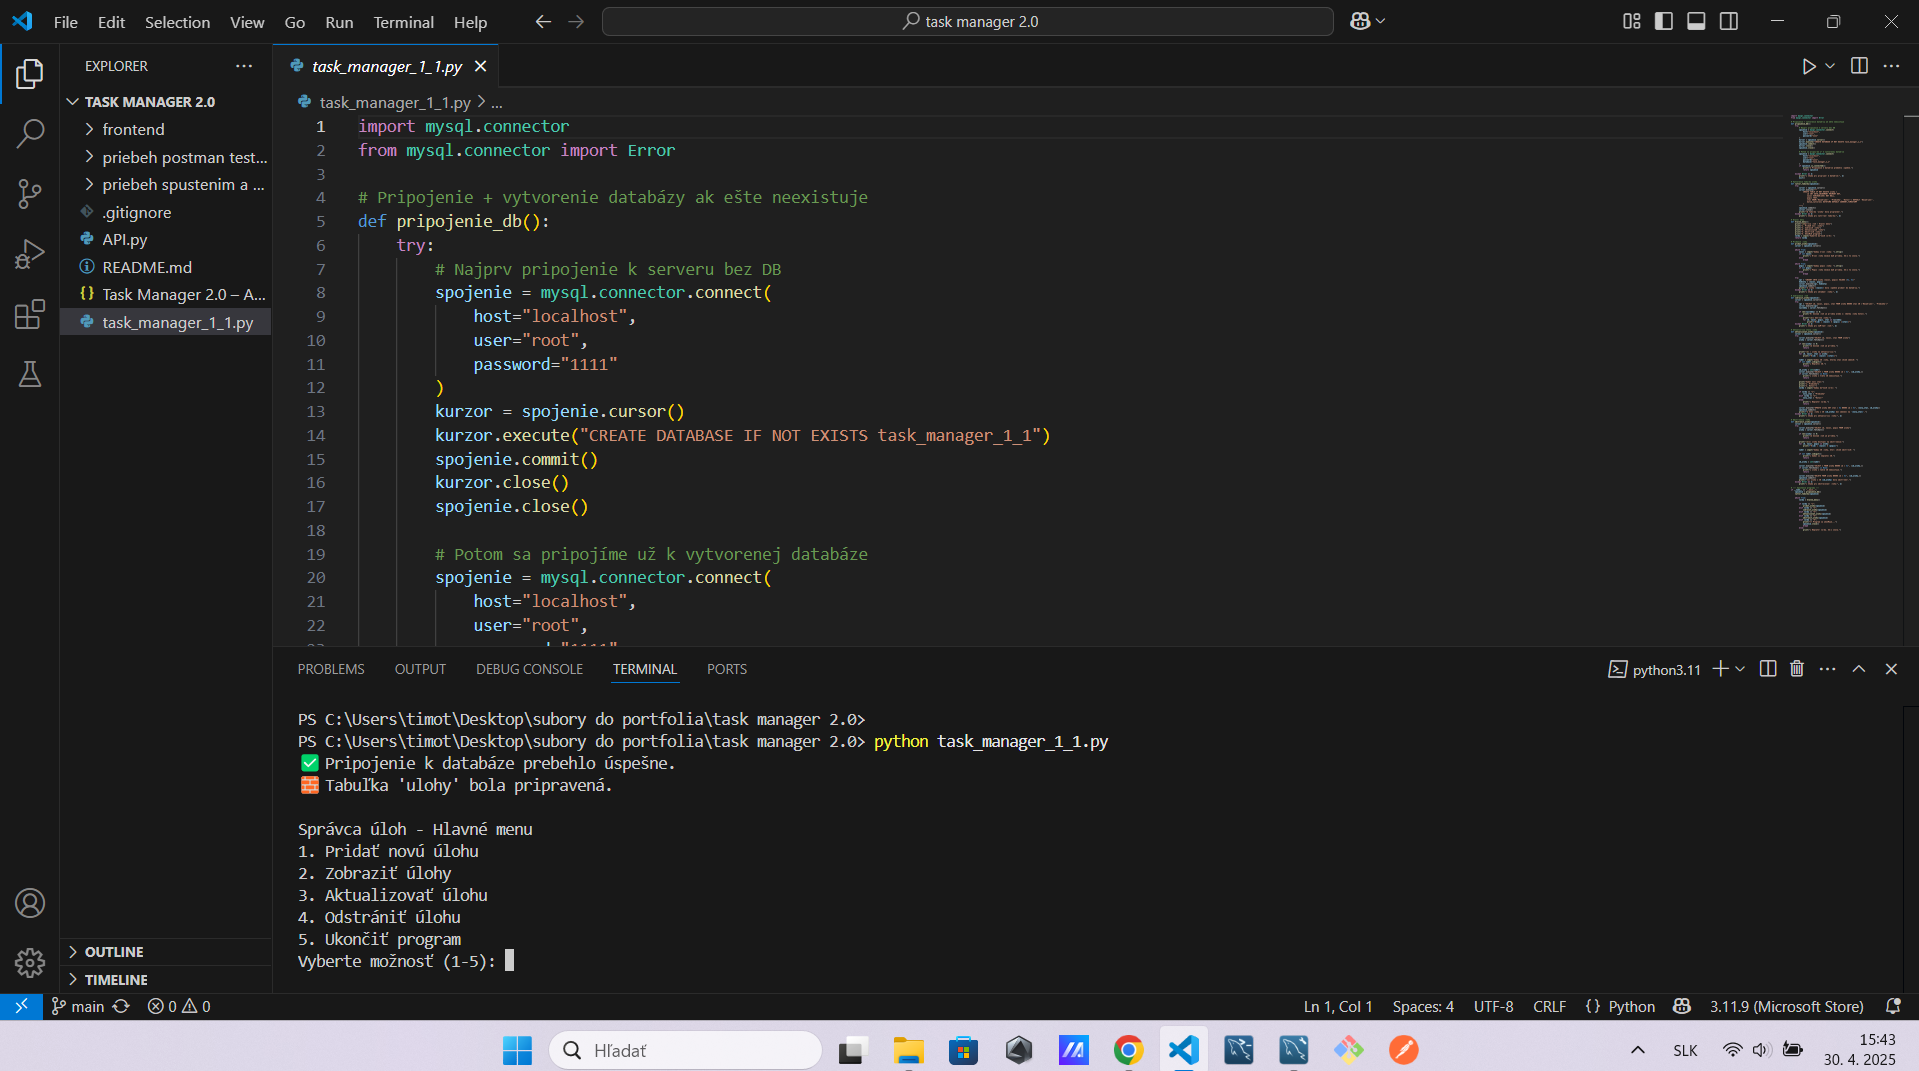 File Edit Selection View Go Run Terminal Help
task manager 2.0
EXPLORER
TASK MANAGER 2.0
frontend
priebeh postman test...
priebeh spustenim a ...
.gitignore
API.py
README.md
Task Manager 2.0 – A...
task_manager_1_1.py
OUTLINE
TIMELINE
task_manager_1_1.py
task_manager_1_1.py > ...
1 import mysql.connector
2 from mysql.connector import Error
3
4 # Pripojenie + vytvorenie databázy ak ešte neexistuje
5 def pripojenie_db():
6 try:
7 # Najprv pripojenie k serveru bez DB
8 spojenie = mysql.connector.connect(
9 host="localhost",
10 user="root",
11 password="1111"
12 )
13 kurzor = spojenie.cursor()
14 kurzor.execute("CREATE DATABASE IF NOT EXISTS task_manager_1_1")
15 spojenie.commit()
16 kurzor.close()
17 spojenie.close()
18
19 # Potom sa pripojíme už k vytvorenej databáze
20 spojenie = mysql.connector.connect(
21 host="localhost",
22 user="root",
PROBLEMS OUTPUT DEBUG CONSOLE TERMINAL PORTS
python3.11
PS C:\Users\timot\Desktop\subory do portfolia\task manager 2.0>
PS C:\Users\timot\Desktop\subory do portfolia\task manager 2.0> python task_manager_1_1.py
✅ Pripojenie k databáze prebehlo úspešne.
🧱 Tabuľka 'ulohy' bola pripravená.
Správca úloh - Hlavné menu
1. Pridať novú úlohu
2. Zobraziť úlohy
3. Aktualizovať úlohu
4. Odstrániť úlohu
5. Ukončiť program
Vyberte možnosť (1-5):
main 0 0
Ln 1, Col 1 Spaces: 4 UTF-8 CRLF {} Python 3.11.9 (Microsoft Store)
Hľadať
SLK
15:43
30. 4. 2025